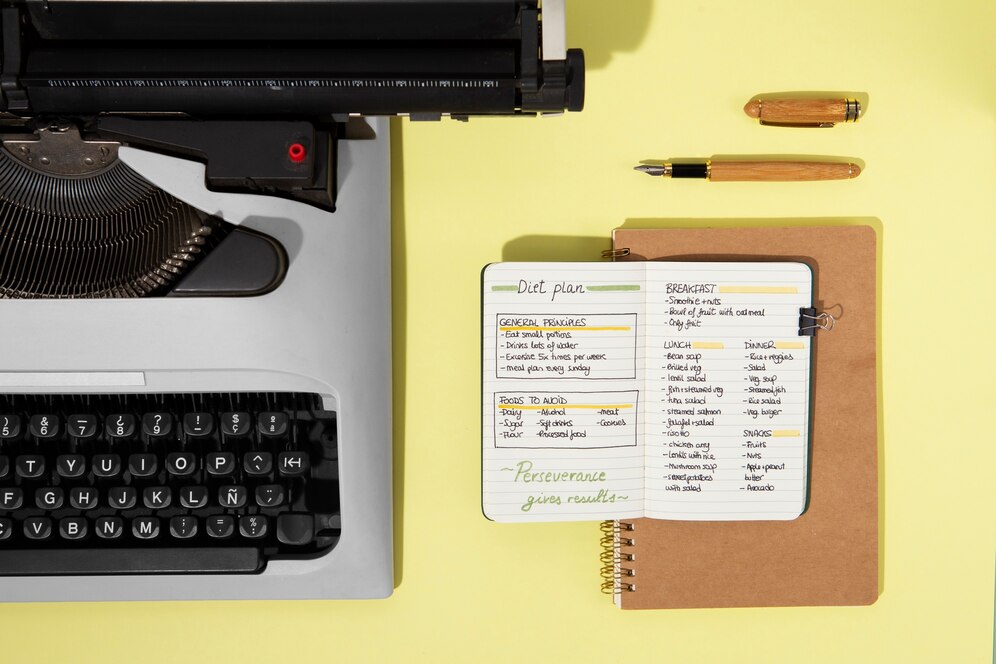 5 & 6 ¿ 7 ? 8 ! 9 $ ç ª º
T Y U I O P ^
F G H J K L Ñ ¨
C V B N M ; , : . % -
Diet plan
GENERAL PRINCIPLES
- Eat small portions
- Drinks lots of water
- Excersise 5x times per week
- meal plan every sunday
FOODS TO AVOID
- Dairy - Alcohol - meat
- Sugar - Soft drinks - Cookies
- Flour - Processed food
~ Perseverance
gives results ~
BREAKFAST
- Smoothie + nuts
- Bowl of fruit with oatmeal
- Only fruit
LUNCH
- Bean soup
- Grilled veg
- lentil salad
- fish + steamed veg
- tuna salad
- steamed salmon
- falafel + salad
- risotto
- chicken curry
- Lentils with rice
- Mushroom soup
- sweet potatoes
with salad
DINNER
- Rice + veggies
- Salad
- Veg soup
- Steamed fish
- Rice salad
- Veg burger
SNACKS
- Fruits
- Nuts
- Apple + peanut
butter
- Avocado